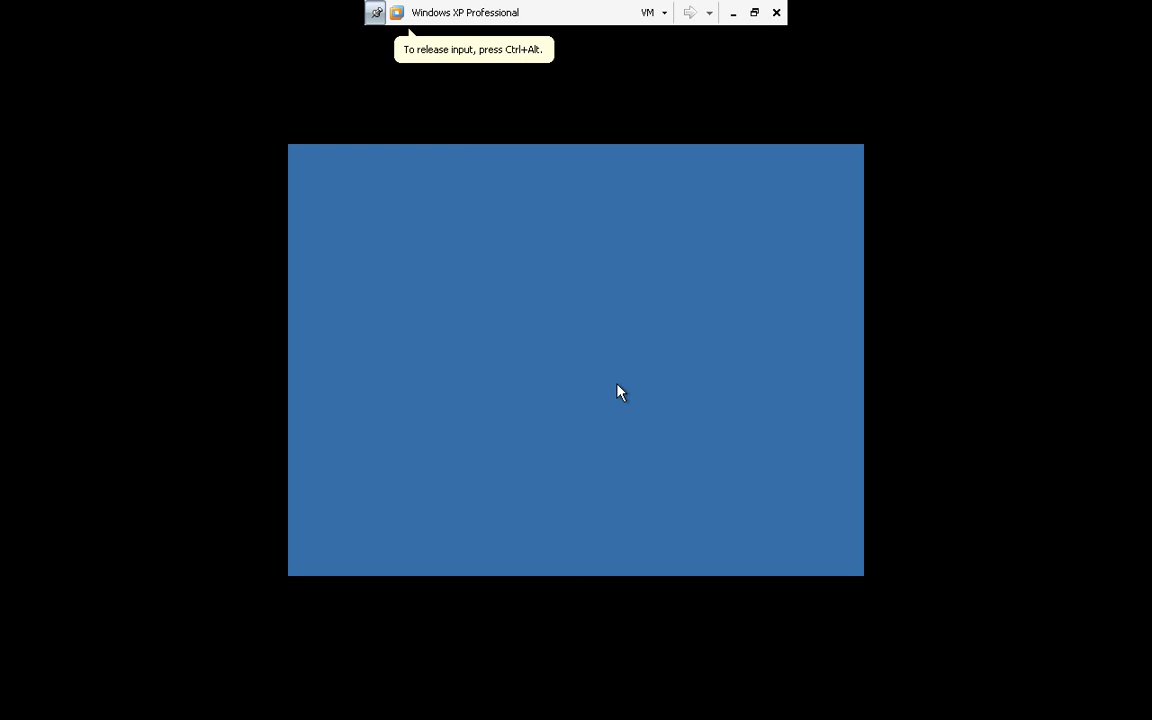 Windows XP Professional
VM
To release input, press Ctrl+Alt.